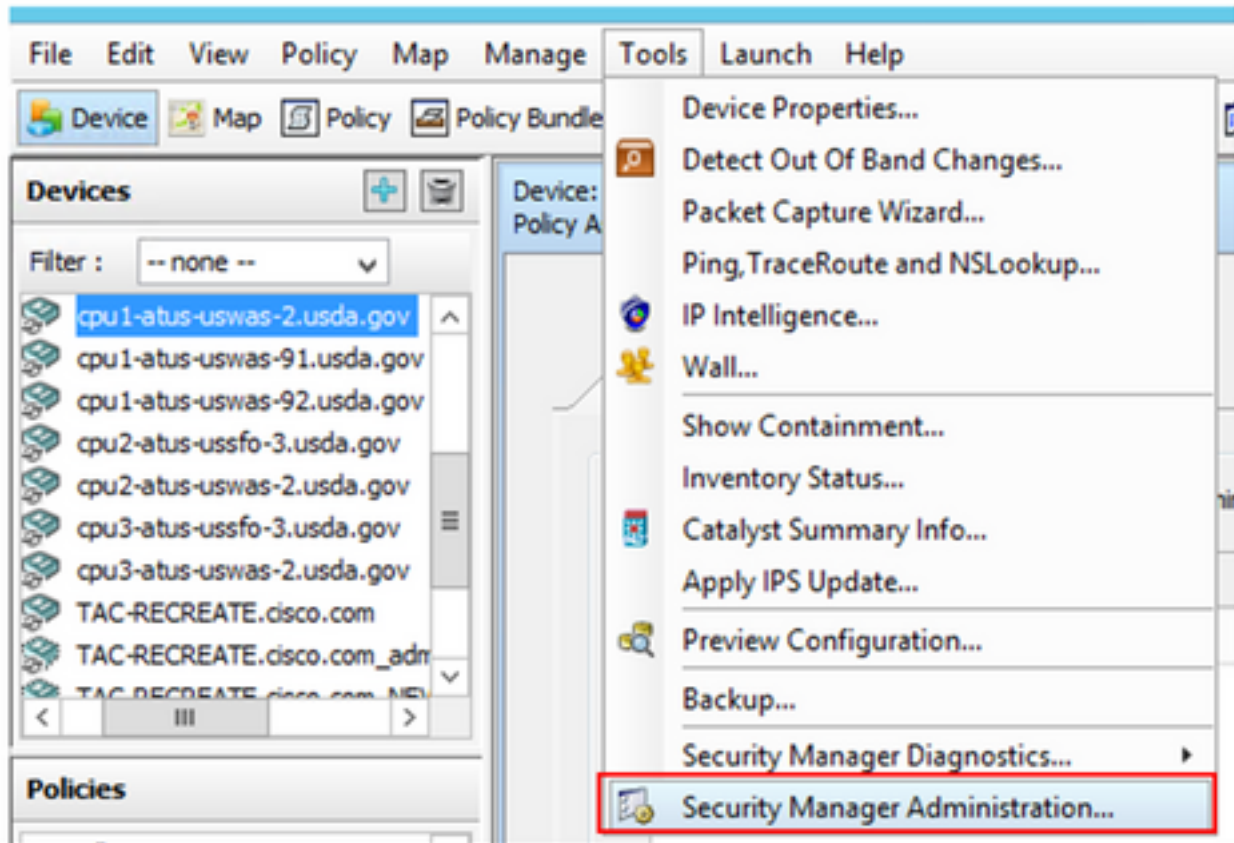 File Edit View Policy Map Manage Tools Launch Help
Device Map Policy Policy Bundle
Devices
Filter : -- none --
cpu1-atus-uswas-2.usda.gov
cpu1-atus-uswas-91.usda.gov
cpu1-atus-uswas-92.usda.gov
cpu2-atus-ussfo-3.usda.gov
cpu2-atus-uswas-2.usda.gov
cpu3-atus-ussfo-3.usda.gov
cpu3-atus-uswas-2.usda.gov
TAC-RECREATE.cisco.com
TAC-RECREATE.cisco.com_adm
TAC-RECREATE.cisco.com_NEW
Policies
Device:
Policy A
Device Properties...
Detect Out Of Band Changes...
Packet Capture Wizard...
Ping,TraceRoute and NSLookup...
IP Intelligence...
Wall...
Show Containment...
Inventory Status...
Catalyst Summary Info...
Apply IPS Update...
Preview Configuration...
Backup...
Security Manager Diagnostics...
Security Manager Administration...